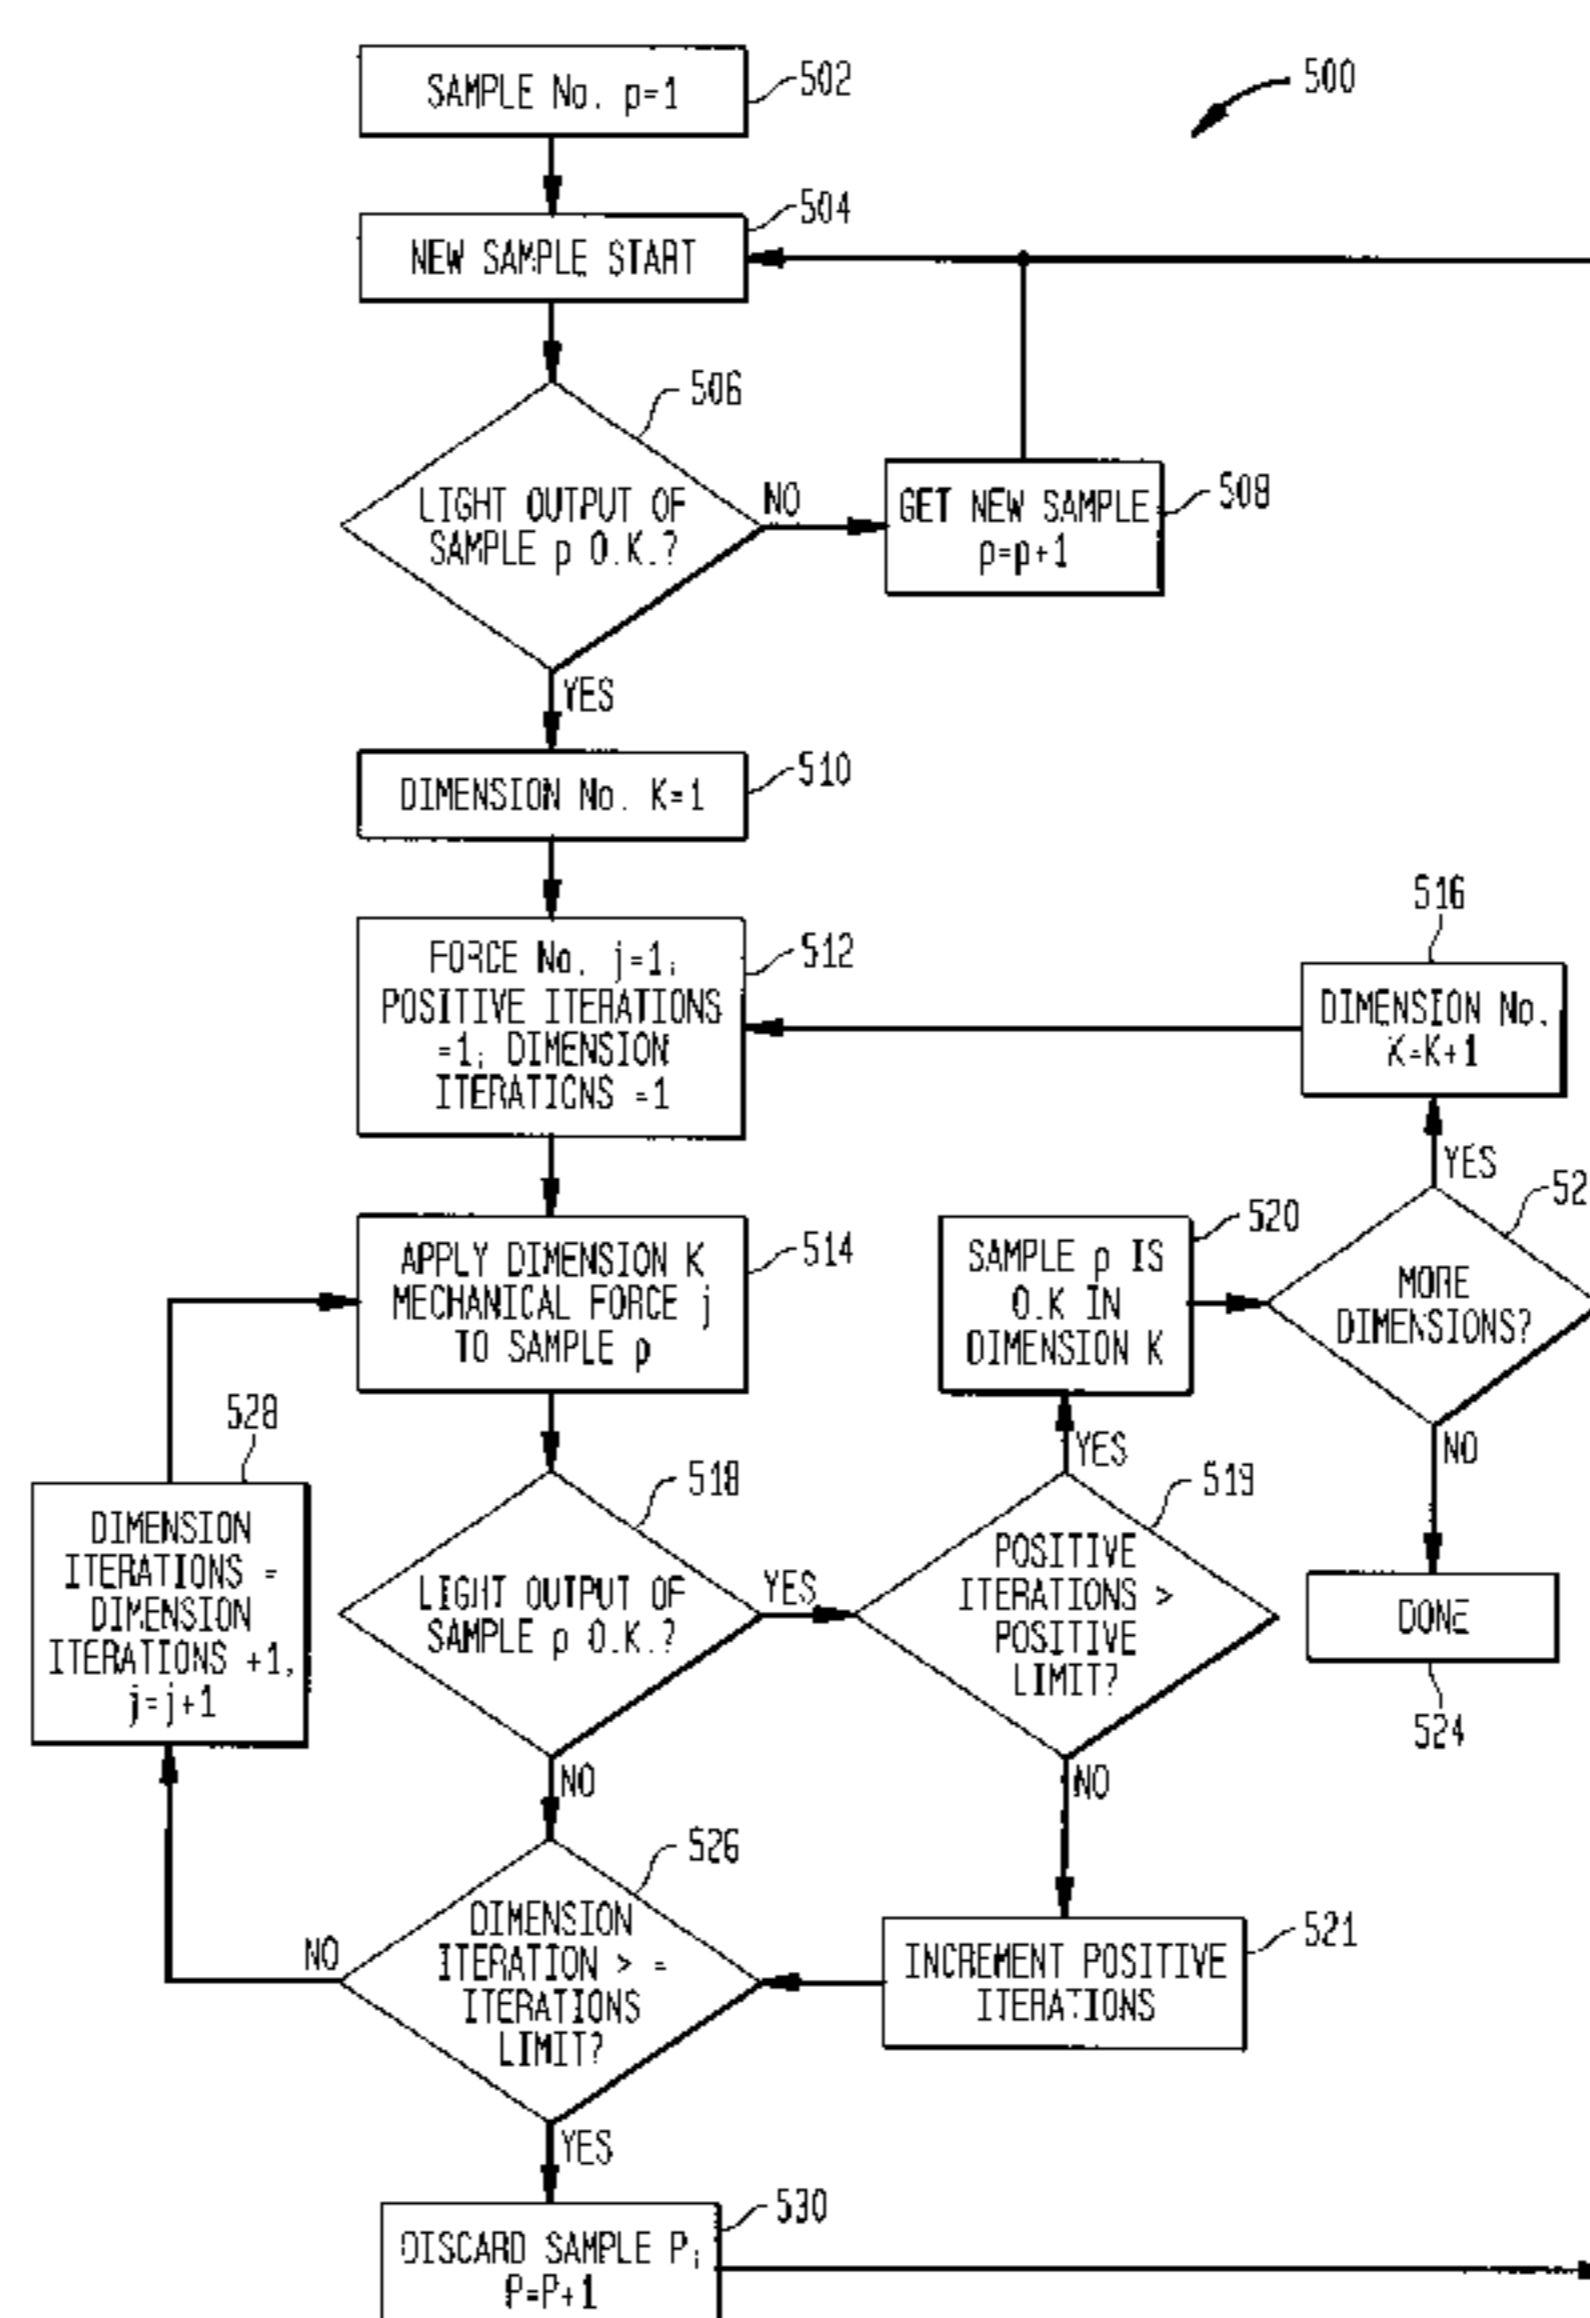 500
SAMPLE No. p=1
502
NEW SAMPLE START
504
LIGHT OUTPUT OF
SAMPLE p O.K.?
506
NO
GET NEW SAMPLE
p=p+1
508
YES
DIMENSION No. K=1
510
FORCE No. j=1;
POSITIVE ITERATIONS
=1; DIMENSION
ITERATIONS =1
512
516
DIMENSION No.
K=K+1
YES
APPLY DIMENSION K
MECHANICAL FORCE j
TO SAMPLE p
514
SAMPLE p IS
O.K IN
DIMENSION K
520
MORE
DIMENSIONS?
52
NO
528
DIMENSION
ITERATIONS =
DIMENSION
ITERATIONS +1,
j=j+1
LIGHT OUTPUT OF
SAMPLE p O.K.?
518
YES
YES
POSITIVE
ITERATIONS >
POSITIVE
LIMIT?
519
DONE
524
NO
NO
DIMENSION
ITERATION > =
ITERATIONS
LIMIT?
526
NO
INCREMENT POSITIVE
ITERATIONS
521
YES
DISCARD SAMPLE P;
P=P+1
530